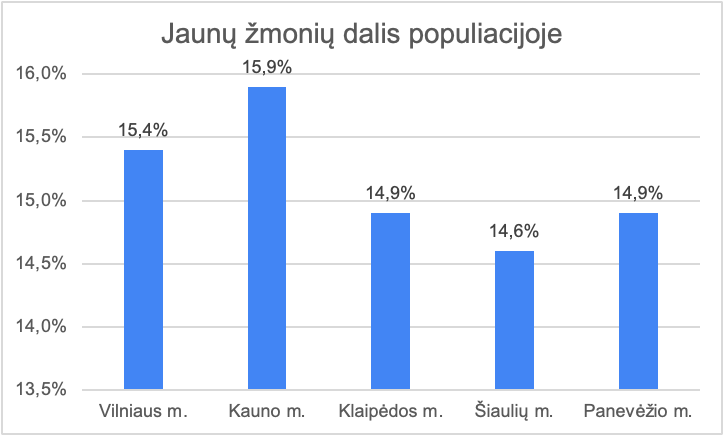 Jaunų žmonių dalis populiacijoje
16,0%
15,5%
15,0%
14,5%
14,0%
13,5%
15,4%
15,9%
14,9%
14,6%
14,9%
Vilniaus m.
Kauno m.
Klaipėdos m.
Šiaulių m.
Panevėžio m.